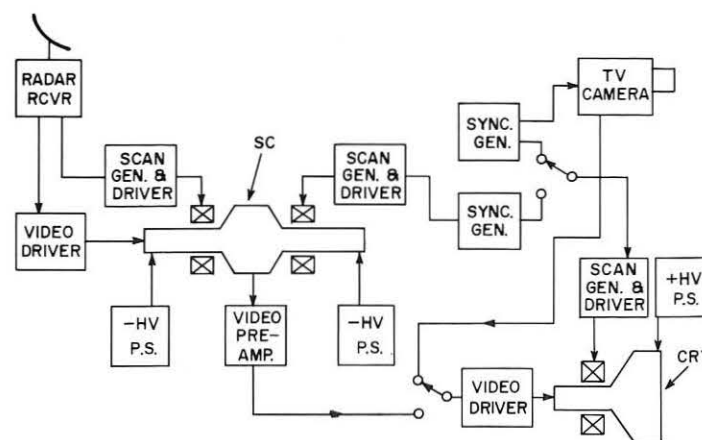 RADAR
RCVR
TV
CAMERA
SYNC.
GEN.
SC
SCAN
GEN. &
DRIVER
SCAN
GEN. &
DRIVER
SYNC.
GEN.
VIDEO
DRIVER
SCAN
GEN. &
DRIVER
+HV
P.S.
-HV
P.S.
VIDEO
PRE-
AMP.
-HV
P.S.
VIDEO
DRIVER
CRT